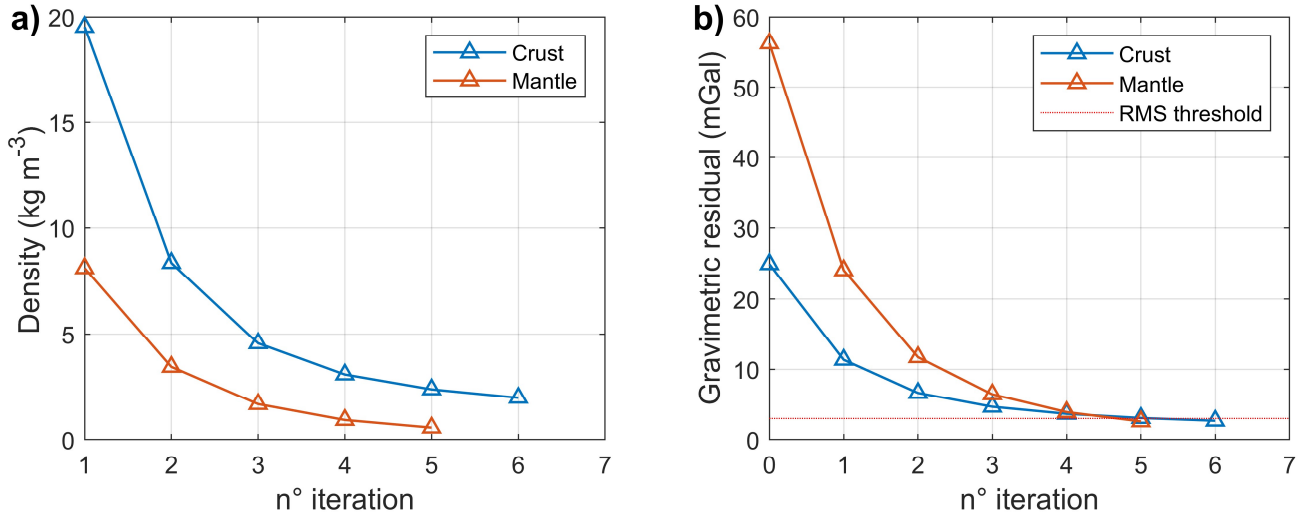 a)
20
15
10
5
0
1 2 3 4 5 6 7
Density (kg m⁻³)
n° iteration
Crust
Mantle
b)
60
50
40
30
20
10
0
0 1 2 3 4 5 6 7
Gravimetric residual (mGal)
n° iteration
Crust
Mantle
RMS threshold